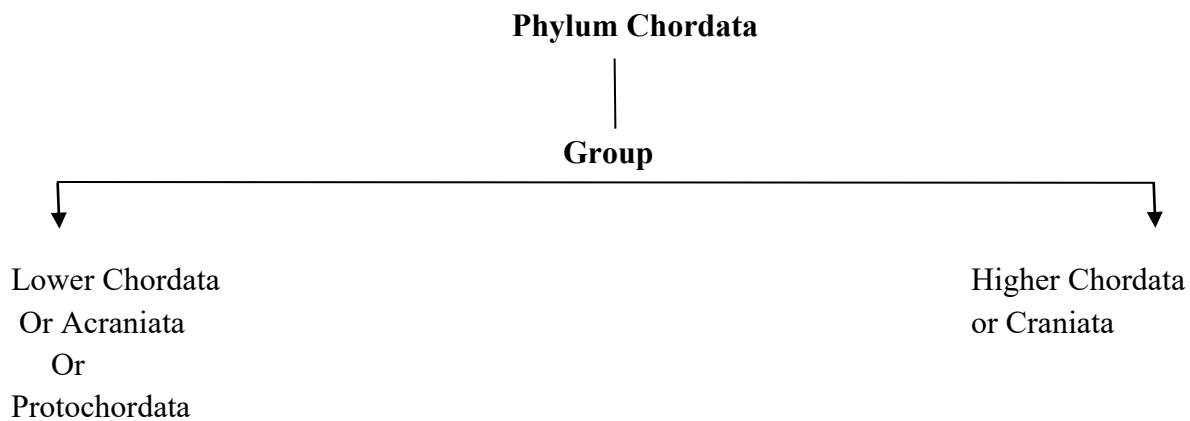 Phylum Chordata
Group
Lower Chordata
Or Acraniata
Or
Protochordata
Higher Chordata
or Craniata